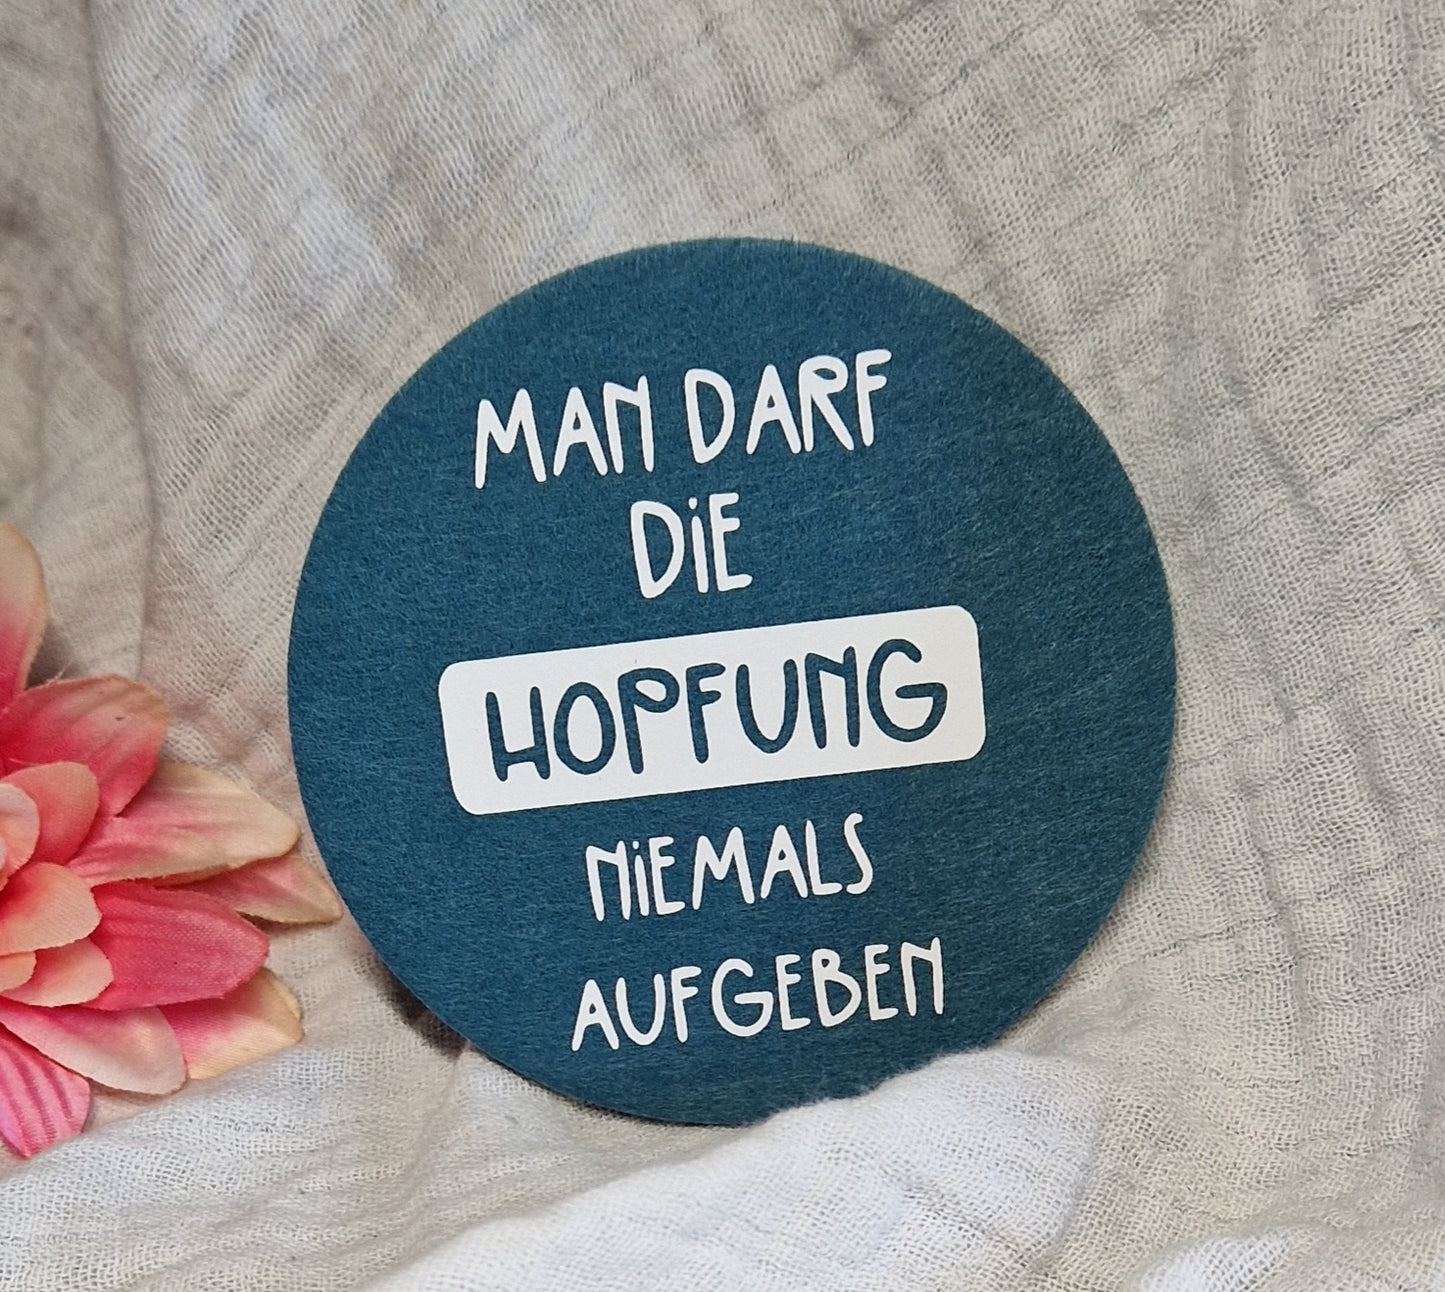 MAN DARF
DiE
HOPFUNG
NiEMALS
AUFGEBEN